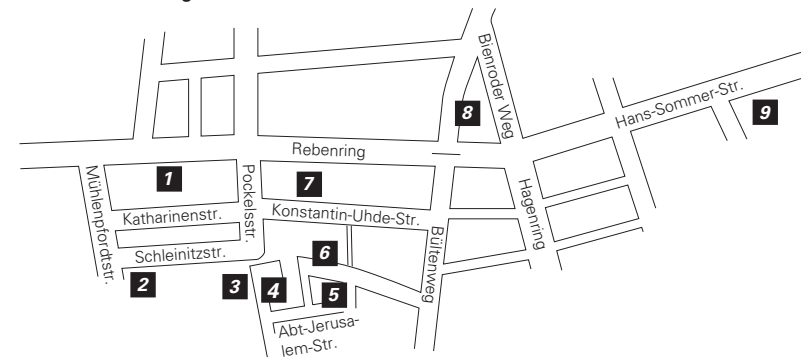 Bienroder Weg
8
Hans-Sommer-Str.
9
Rebenring
1
7
Mühlenpfordtstr.
Pockelsstr.
Hagenring
Katharinenstr.
Konstantin-Uhde-Str.
Schleinitzstr.
Bültenweg
6
2
3
4
5
Abt-Jerusa-
lem-Str.